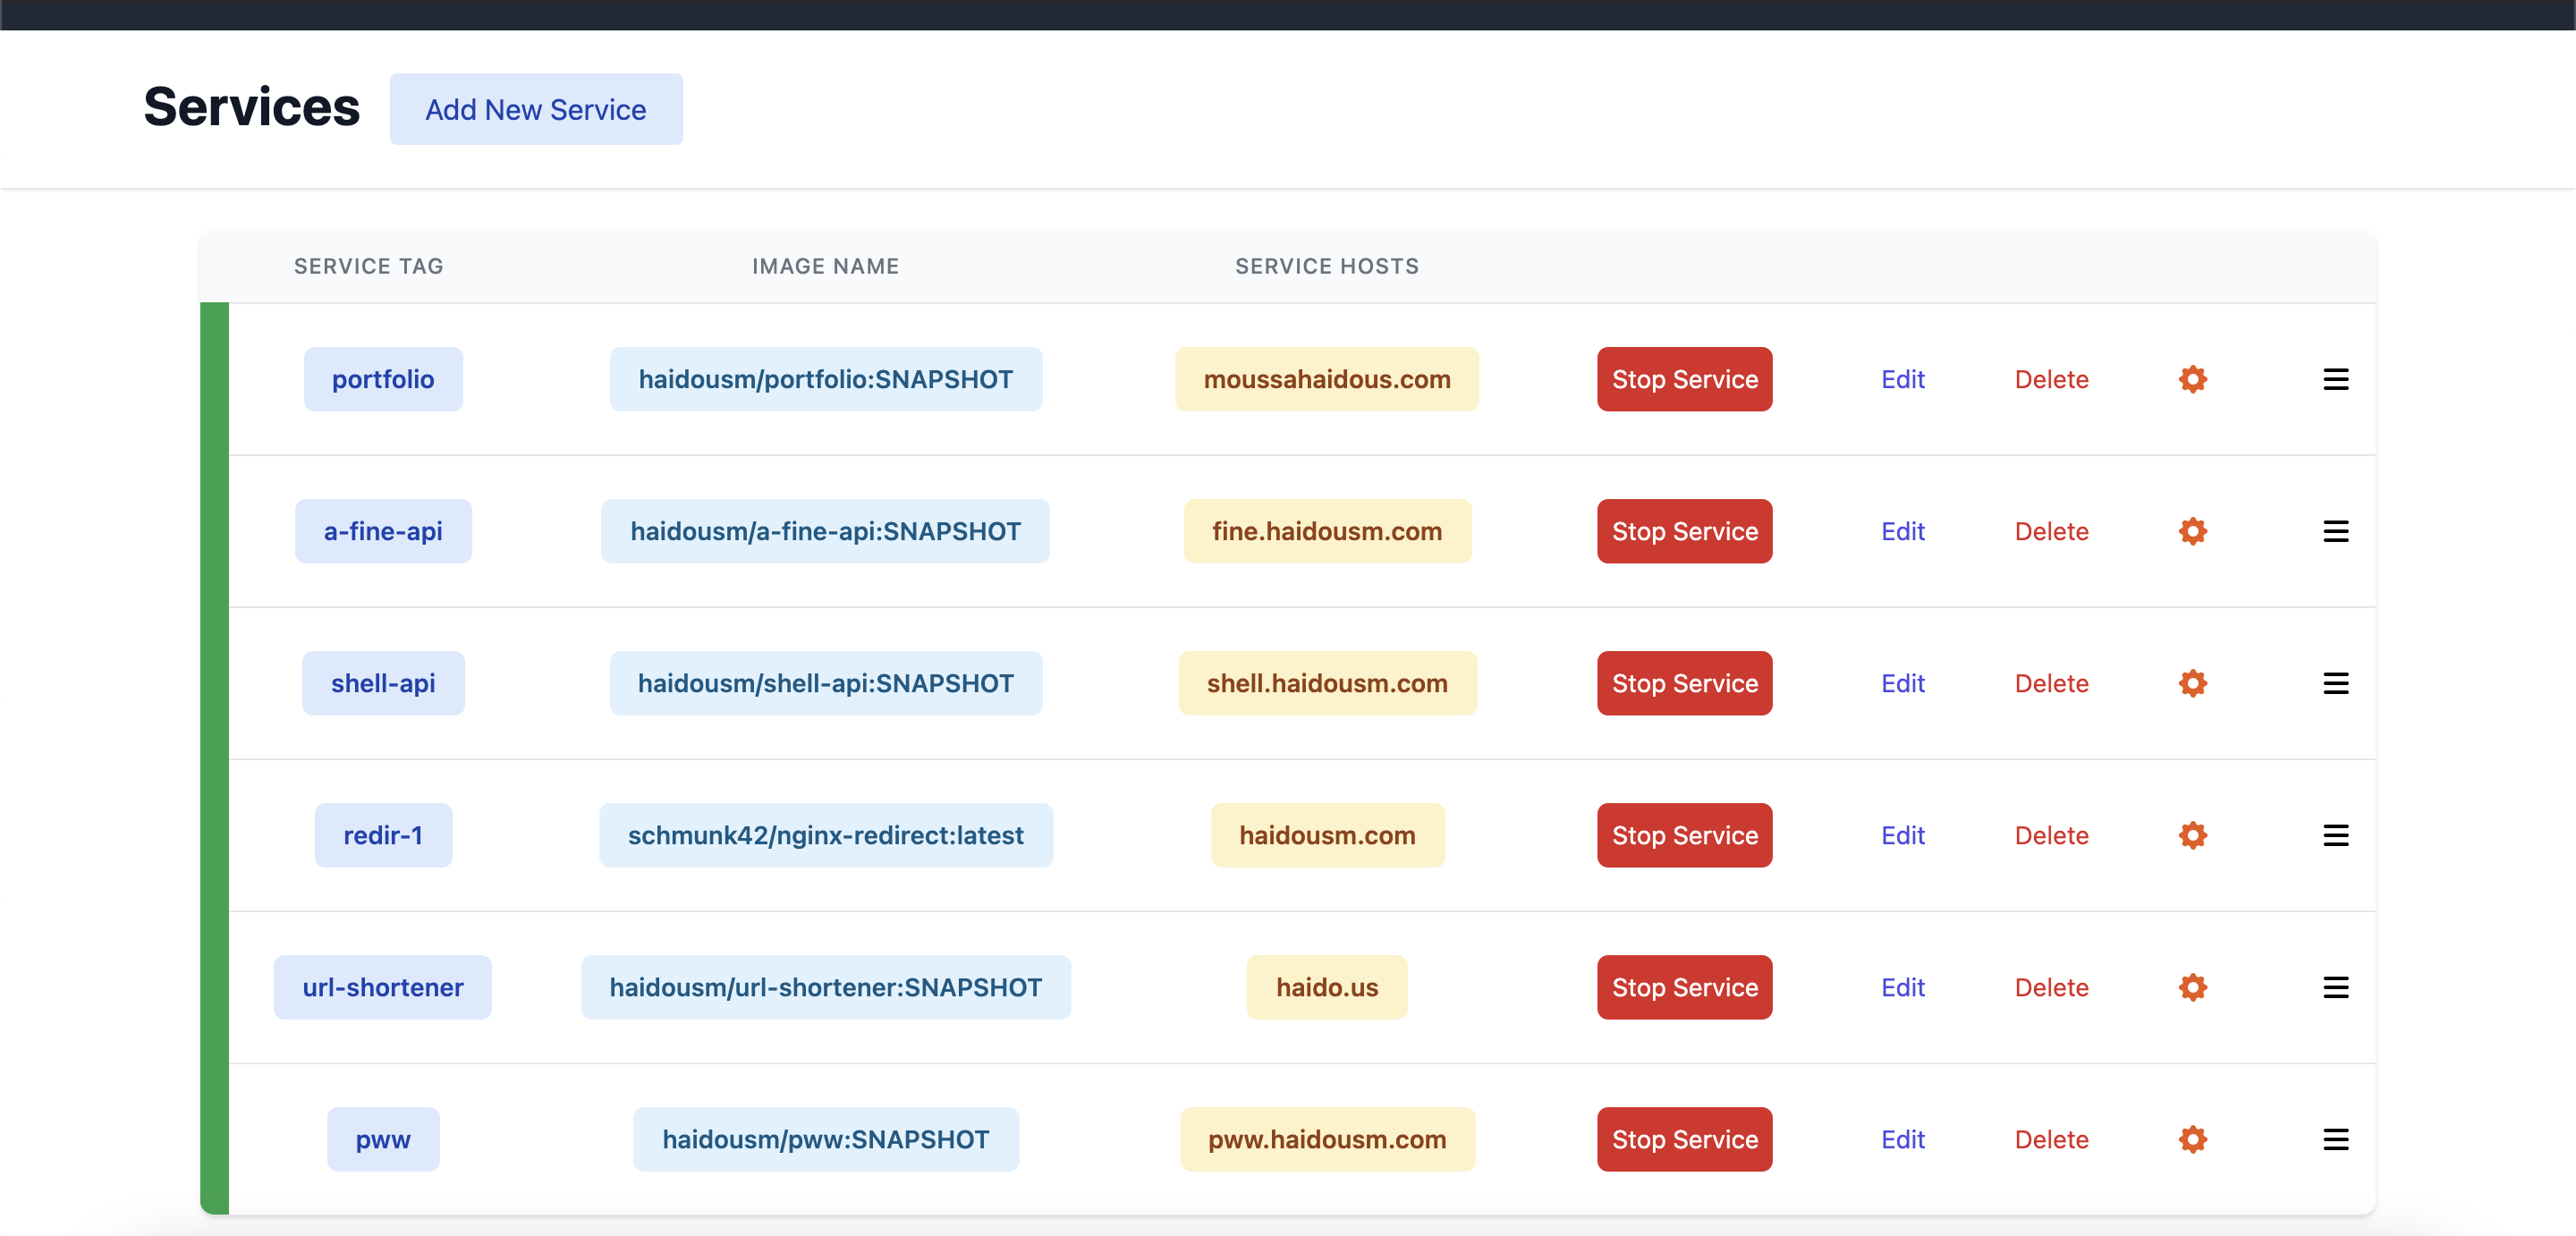 Services Add New Service
SERVICE TAG IMAGE NAME SERVICE HOSTS
portfolio haidousm/portfolio:SNAPSHOT moussahaidous.com Stop Service Edit Delete
a-fine-api haidousm/a-fine-api:SNAPSHOT fine.haidousm.com Stop Service Edit Delete
shell-api haidousm/shell-api:SNAPSHOT shell.haidousm.com Stop Service Edit Delete
redir-1 schmunk42/nginx-redirect:latest haidousm.com Stop Service Edit Delete
url-shortener haidousm/url-shortener:SNAPSHOT haido.us Stop Service Edit Delete
pww haidousm/pww:SNAPSHOT pww.haidousm.com Stop Service Edit Delete